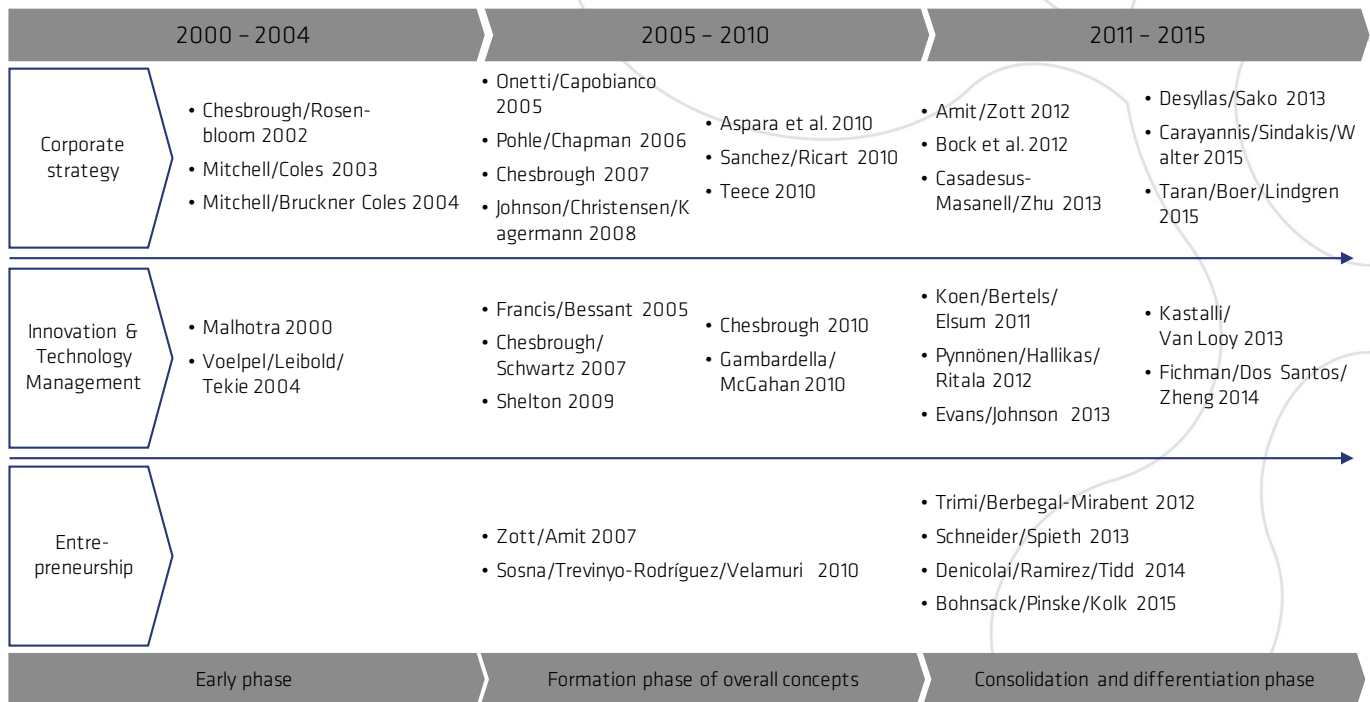 2000 – 2004
2005 – 2010
2011 – 2015
Corporate
strategy
• Chesbrough/Rosen-
bloom 2002
• Mitchell/Coles 2003
• Mitchell/Bruckner Coles 2004
• Onetti/Capobianco
2005
• Pohle/Chapman 2006
• Chesbrough 2007
• Johnson/Christensen/K
agermann 2008
• Aspara et al. 2010
• Sanchez/Ricart 2010
• Teece 2010
• Amit/Zott 2012
• Bock et al. 2012
• Casadesus-
Masanell/Zhu 2013
• Desyllas/Sako 2013
• Carayannis/Sindakis/W
alter 2015
• Taran/Boer/Lindgren
2015
Innovation &
Technology
Management
• Malhotra 2000
• Voelpel/Leibold/
Tekie 2004
• Francis/Bessant 2005
• Chesbrough/
Schwartz 2007
• Shelton 2009
• Chesbrough 2010
• Gambardella/
McGahan 2010
• Koen/Bertels/
Elsum 2011
• Pynnönen/Hallikas/
Ritala 2012
• Evans/Johnson 2013
• Kastalli/
Van Looy 2013
• Fichman/Dos Santos/
Zheng 2014
Entre-
preneurship
• Zott/Amit 2007
• Sosna/Trevinyo-Rodríguez/Velamuri 2010
• Trimi/Berbegal-Mirabent 2012
• Schneider/Spieth 2013
• Denicolai/Ramirez/Tidd 2014
• Bohnsack/Pinske/Kolk 2015
Early phase
Formation phase of overall concepts
Consolidation and differentiation phase